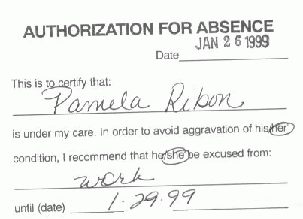 AUTHORIZATION FOR ABSENCE
Date JAN 26 1999
This is to certify that:
Pamela Rikon
is under my care. In order to avoid aggravation of his/her
condition, I recommend that he/she be excused from:
work
until (date) 1-29-99